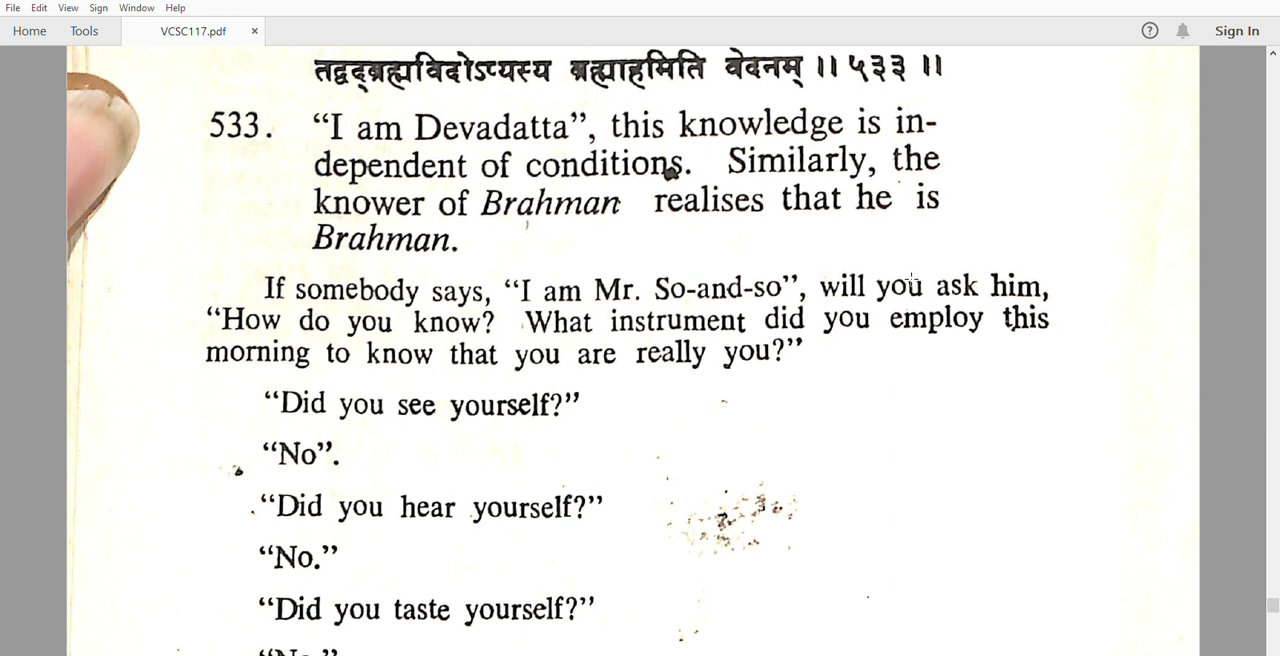 File Edit View Sign Window Help
Home Tools VCSC117.pdf × ? Sign In
तद्वद्ब्रह्मविदोऽप्यस्य ब्रह्माहमिति वेदनम् ।। ५३३ ।।
533. “I am Devadatta”, this knowledge is in-
dependent of conditions. Similarly, the
knower of Brahman realises that he is
Brahman.
If somebody says, “I am Mr. So-and-so”, will you ask him,
“How do you know? What instrument did you employ this
morning to know that you are really you?”
“Did you see yourself?”
“No”.
“Did you hear yourself?”
“No.”
“Did you taste yourself?”